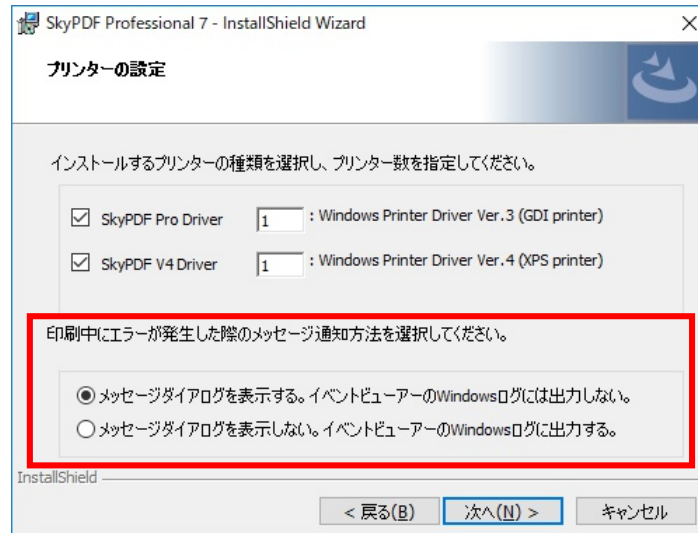 SkyPDF Professional 7 - InstallShield Wizard
プリンターの設定
インストールするプリンターの種類を選択し、プリンター数を指定してください。
SkyPDF Pro Driver 1 : Windows Printer Driver Ver.3 (GDI printer)
SkyPDF V4 Driver 1 : Windows Printer Driver Ver.4 (XPS printer)
印刷中にエラーが発生した際のメッセージ通知方法を選択してください。
メッセージダイアログを表示する。イベントビューアーのWindowsログには出力しない。
メッセージダイアログを表示しない。イベントビューアーのWindowsログに出力する。
InstallShield
< 戻る(B) 次へ(N) > キャンセル